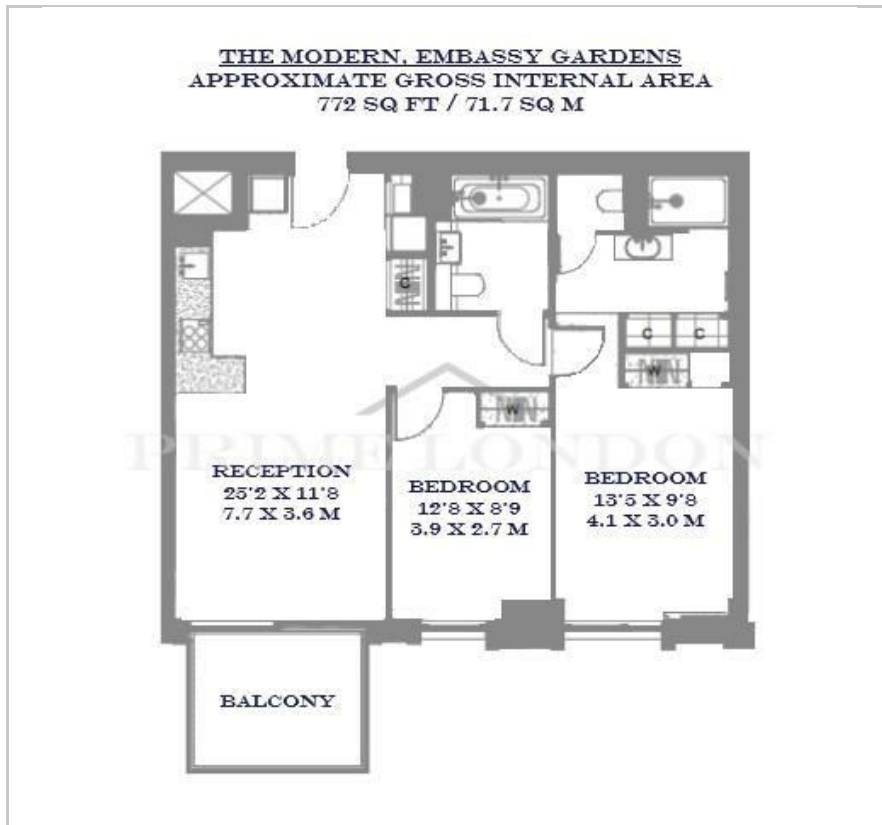 THE MODERN, EMBASSY GARDENS
APPROXIMATE GROSS INTERNAL AREA
772 SQ FT / 71.7 SQ M
C
C
C
W
W
PRIME LONDON
RECEPTION
25'2 X 11'8
7.7 X 3.6 M
BEDROOM
12'8 X 8'9
3.9 X 2.7 M
BEDROOM
13'5 X 9'8
4.1 X 3.0 M
BALCONY